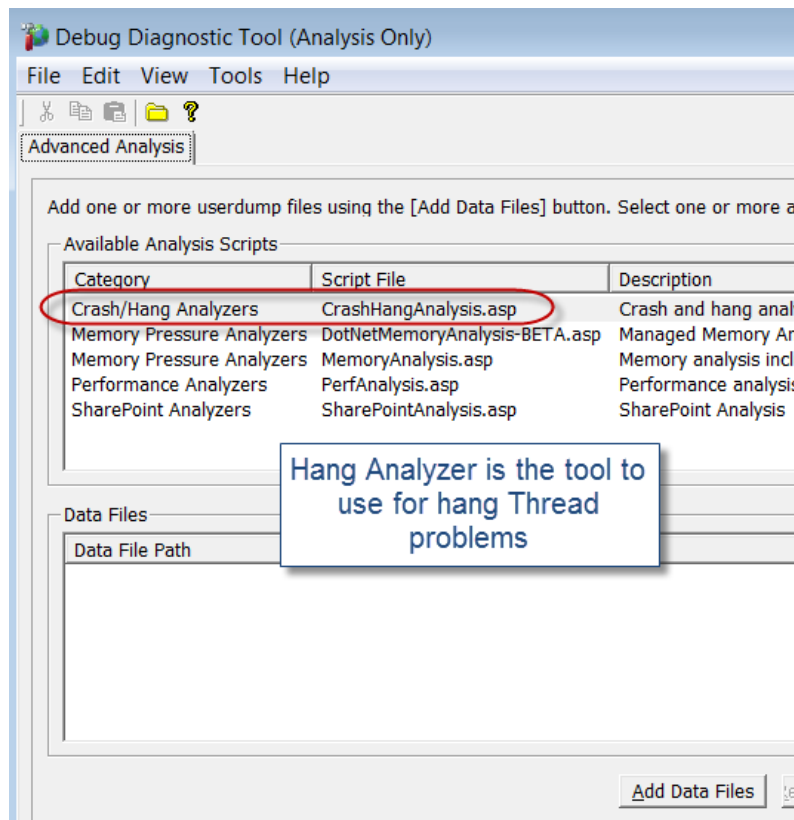 Debug Diagnostic Tool (Analysis Only)
File Edit View Tools Help
Advanced Analysis
Add one or more userdump files using the [Add Data Files] button. Select one or more
Available Analysis Scripts
Category Script File Description
Crash/Hang Analyzers CrashHangAnalysis.asp Crash and hang
Memory Pressure Analyzers DotNetMemoryAnalysis-BETA.asp Managed Memory
Memory Pressure Analyzers MemoryAnalysis.asp Memory analysis
Performance Analyzers PerfAnalysis.asp Performance analysis
SharePoint Analyzers SharePointAnalysis.asp SharePoint Analysis
Hang Analyzer is the tool to
use for hang Thread
problems
Data Files
Data File Path
Add Data Files